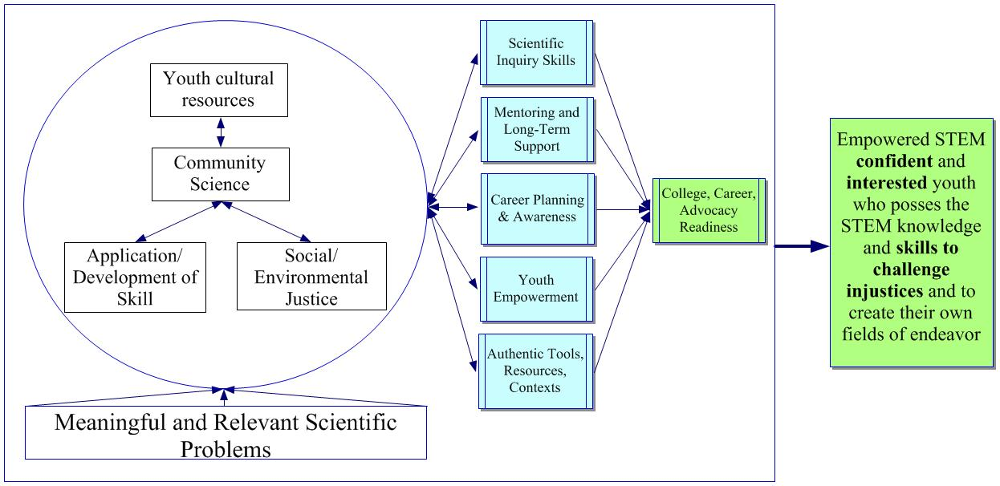 Youth cultural
resources
Community
Science
Application/
Development of
Skill
Social/
Environmental
Justice
Meaningful and Relevant Scientific
Problems
Scientific
Inquiry Skills
Mentoring and
Long-Term
Support
Career Planning
& Awareness
Youth
Empowerment
Authentic Tools,
Resources,
Contexts
College, Career,
Advocacy
Readiness
Empowered STEM
confident and
interested youth
who posses the
STEM knowledge
and skills to
challenge
injustices and to
create their own
fields of endeavor